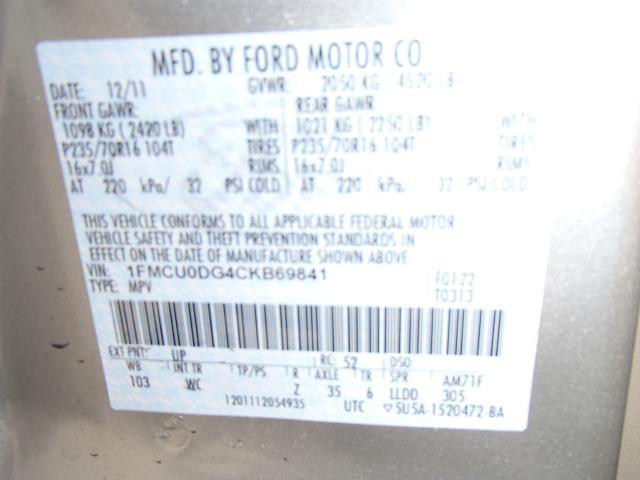 MFD. BY FORD MOTOR CO
DATE: 12/11 GVWR: 2050 KG (4520 LB)
FRONT GAWR: REAR GAWR:
1098 KG (2420 LB) WITH 1021 KG (2250 LB) WITH
P235/70R16 104T TIRES P235/70R16 104T TIRES
16x7.0J RIMS 16x7.0J RIMS
AT 220 kPa/ 32 PSI COLD AT 220 kPa/ 32 PSI COLD
THIS VEHICLE CONFORMS TO ALL APPLICABLE FEDERAL MOTOR
VEHICLE SAFETY AND THEFT PREVENTION STANDARDS IN
EFFECT ON THE DATE OF MANUFACTURE SHOWN ABOVE.
VIN: 1FMCU0DG4CKB69841 F0122
TYPE: MPV T0313
EXT PNT: UP RC: 52 DSO:
WB INT TR TP/PS R AXLE TR SPR AM71F
103 WC Z 35 6 LLDO 305
1201112054935 UTC ▽5U5A-1520472-BA